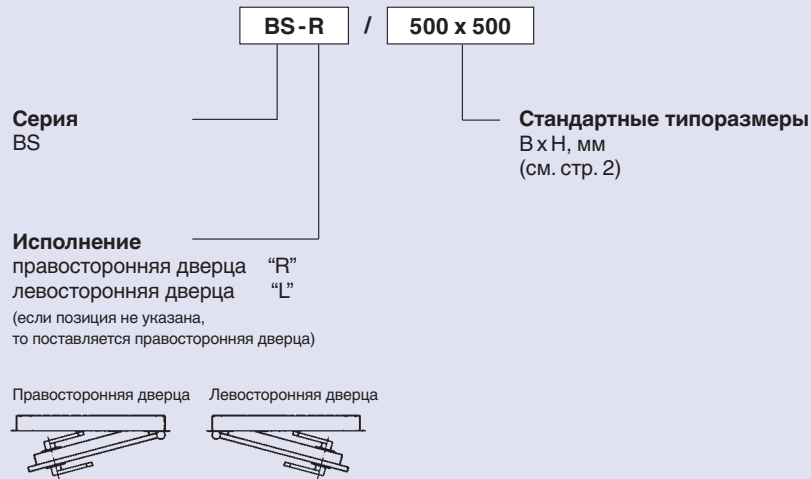 BS-R / 500 x 500
Серия
BS
Стандартные типоразмеры
В x H, мм
(см. стр. 2)
Исполнение
правосторонняя дверца “R”
левосторонняя дверца “L”
(если позиция не указана,
то поставляется правосторонняя дверца)
Правосторонняя дверца Левосторонняя дверца